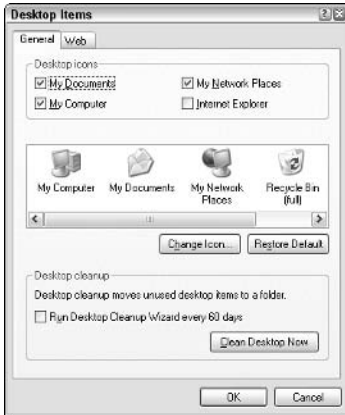 Desktop Items
General Web
Desktop icons
My Documents My Network Places
My Computer Internet Explorer
My Computer My Documents My Network Places Recycle Bin (full)
Change Icon... Restore Default
Desktop cleanup
Desktop cleanup moves unused desktop items to a folder.
Run Desktop Cleanup Wizard every 60 days
Clean Desktop Now
OK Cancel